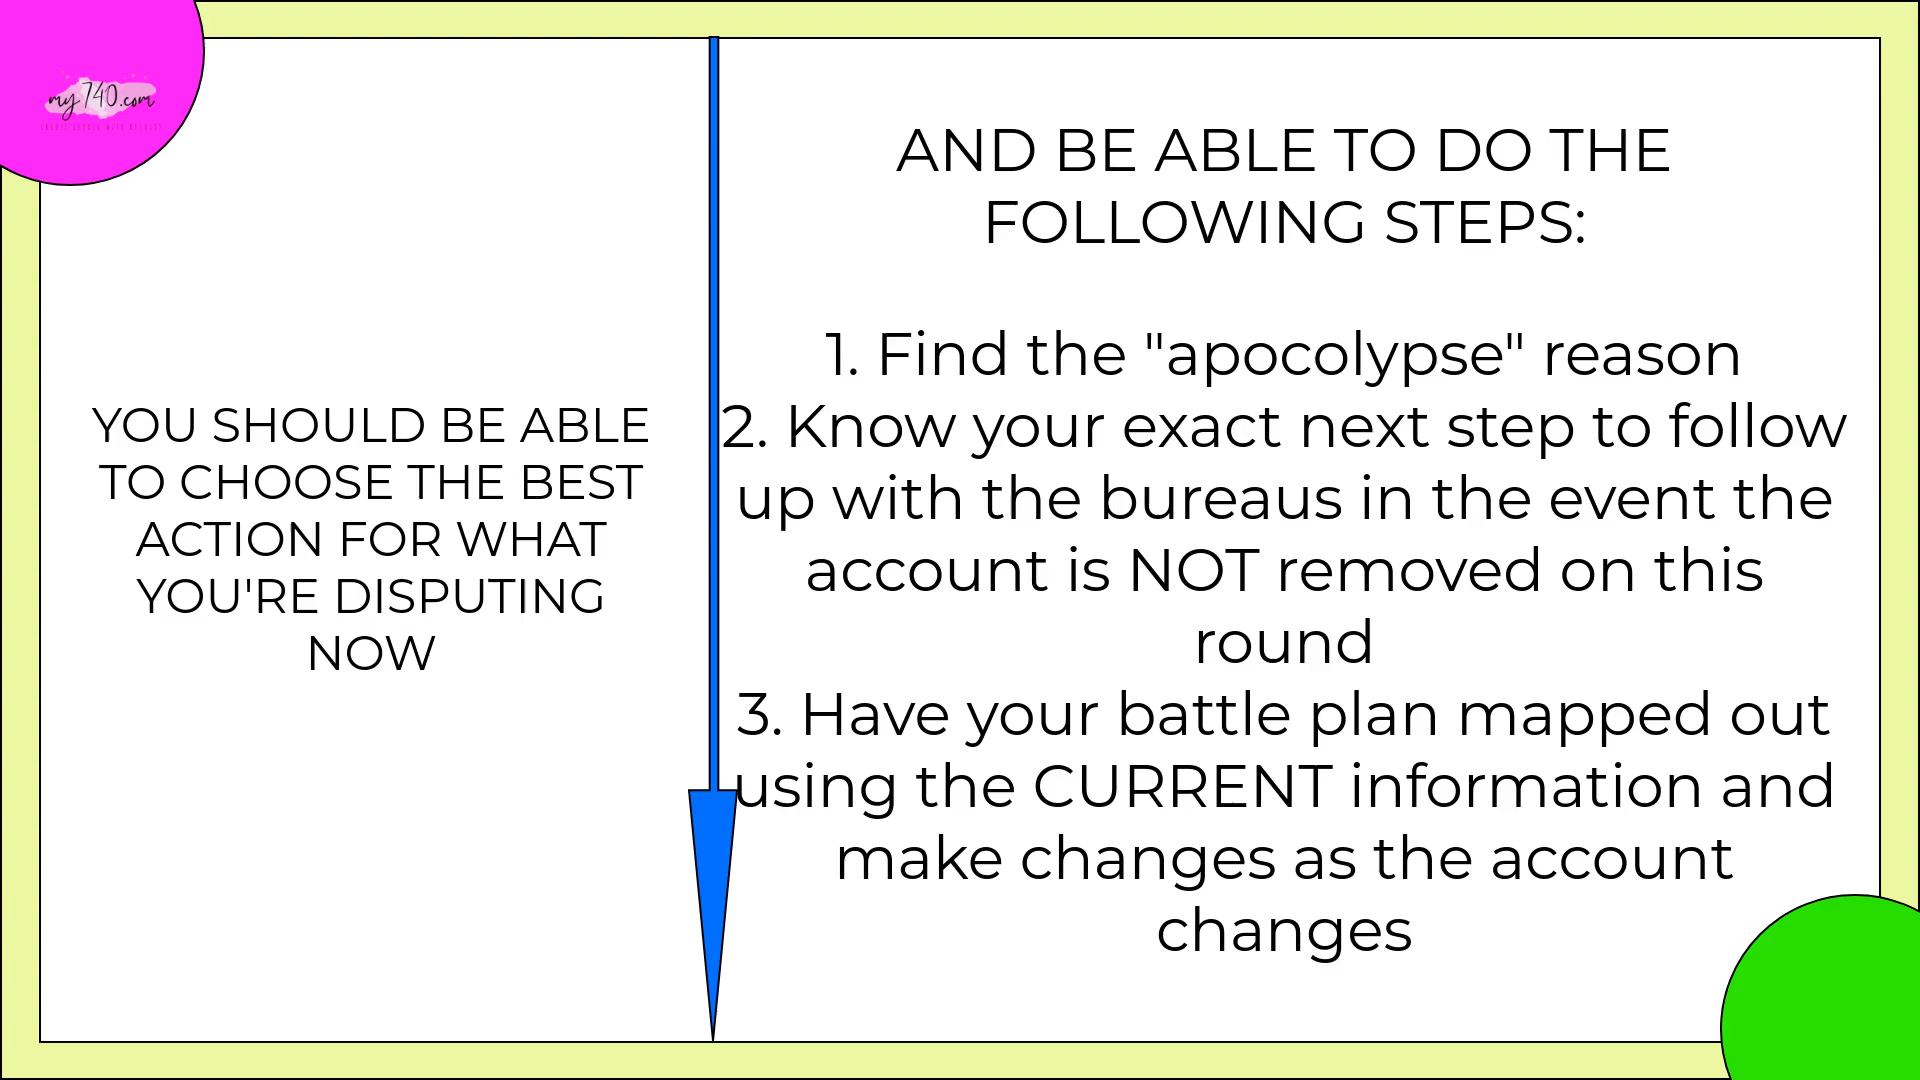 my740.com
YOU SHOULD BE ABLE
TO CHOOSE THE BEST
ACTION FOR WHAT
YOU'RE DISPUTING
NOW
AND BE ABLE TO DO THE
FOLLOWING STEPS:
1. Find the "apocolypse" reason
2. Know your exact next step to follow
up with the bureaus in the event the
account is NOT removed on this
round
3. Have your battle plan mapped out
using the CURRENT information and
make changes as the account
changes